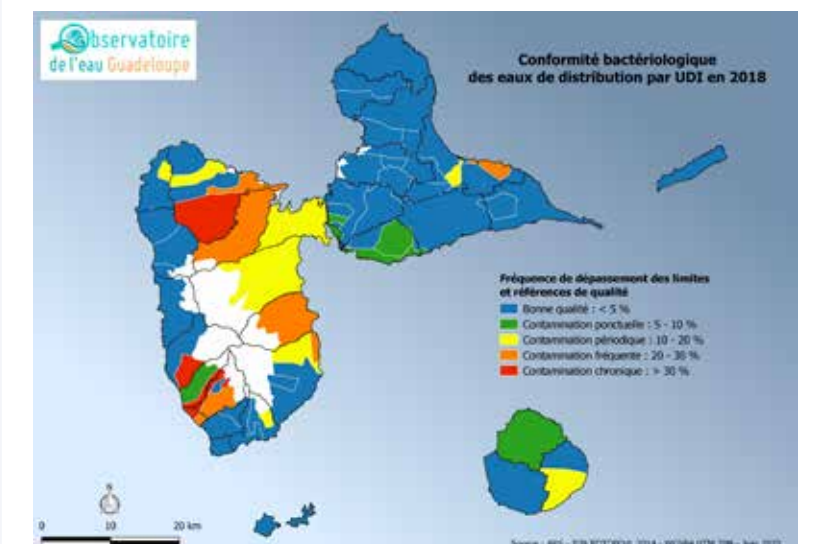 Observatoire
de l'eau Guadeloupe
Conformité bactériologique
des eaux de distribution par UDI en 2018
Fréquence de dépassement des limites
et références de qualité
Bonne qualité : < 5 %
Contamination ponctuelle : 5 - 10 %
Contamination périodique : 10 - 20 %
Contamination fréquente : 20 - 30 %
Contamination chronique : > 30 %
N
0 10 20 km